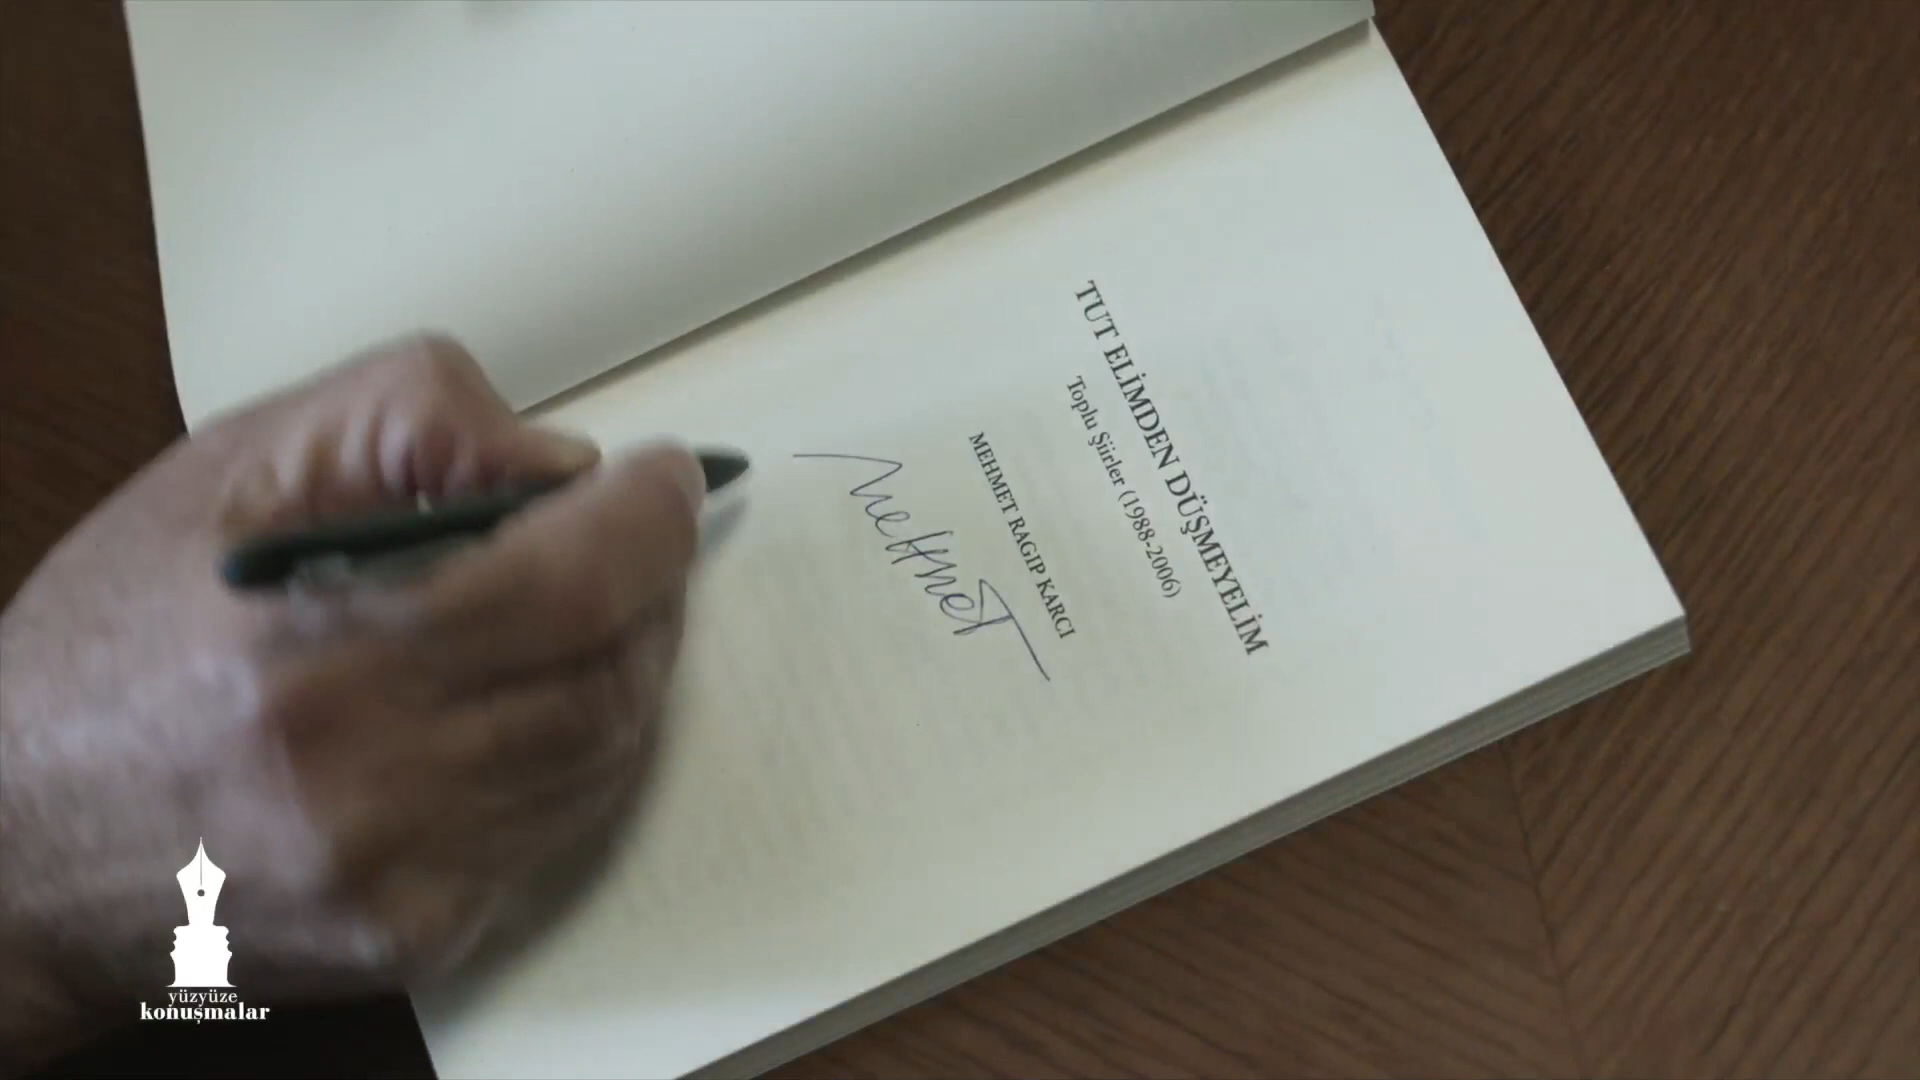 TUT ELİMDEN DÜŞMEYELİM
Toplu Şiirler (1988-2006)
MEHMET RAGIP KARCI
Mehmet
yüzyüze
konuşmalar